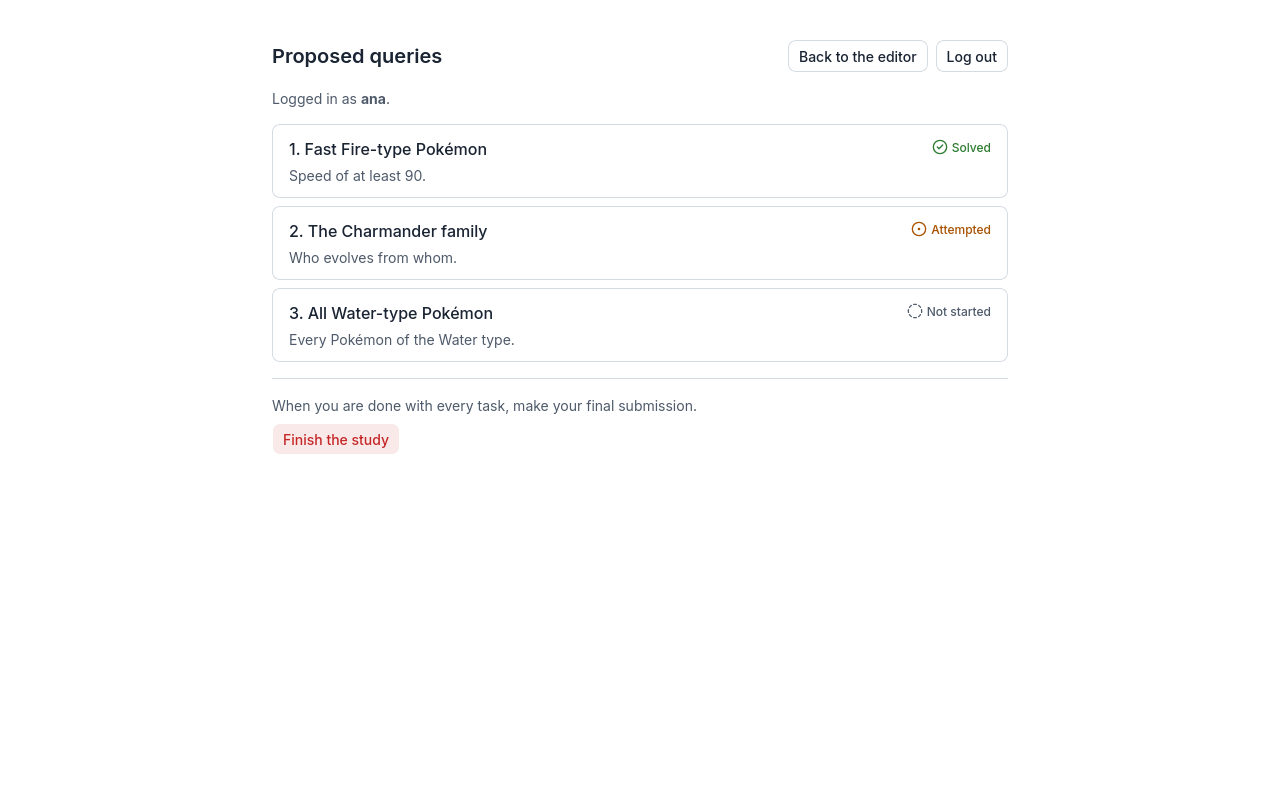 Proposed queries
Back to the editor
Log out
Logged in as ana.
1. Fast Fire-type Pokémon
Solved
Speed of at least 90.
2. The Charmander family
Attempted
Who evolves from whom.
3. All Water-type Pokémon
Not started
Every Pokémon of the Water type.
When you are done with every task, make your final submission.
Finish the study